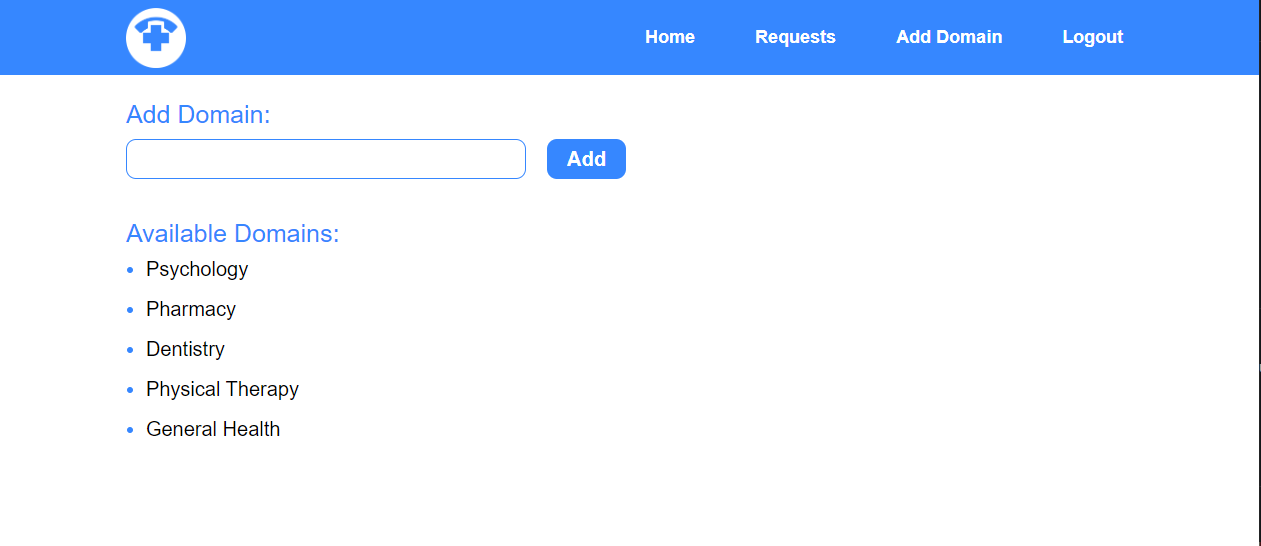 Home Requests Add Domain Logout
Add Domain:
Add
Available Domains:
Psychology
Pharmacy
Dentistry
Physical Therapy
General Health